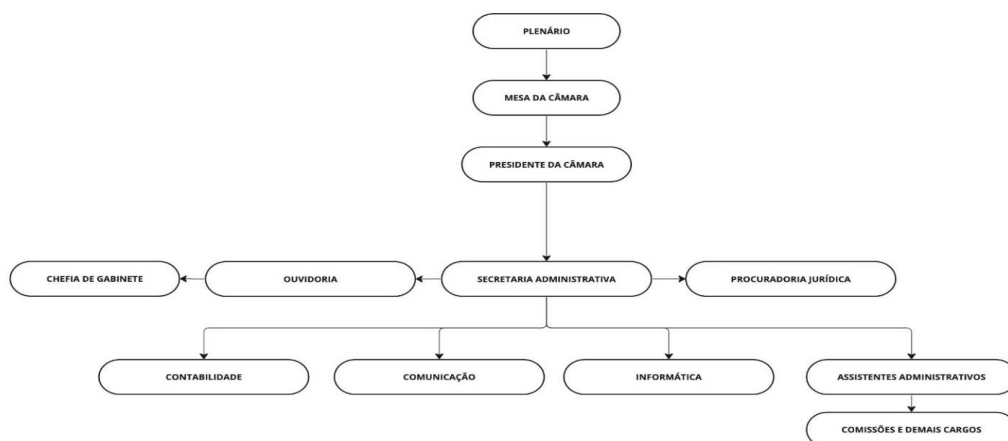 PLENÁRIO
MESA DA CÂMARA
PRESIDENTE DA CÂMARA
CHEFIA DE GABINETE
OUVIDORIA
SECRETARIA ADMINISTRATIVA
PROCURADORIA JURÍDICA
CONTABILIDADE
COMUNICAÇÃO
INFORMÁTICA
ASSISTENTES ADMINISTRATIVOS
COMISSÕES E DEMAIS CARGOS